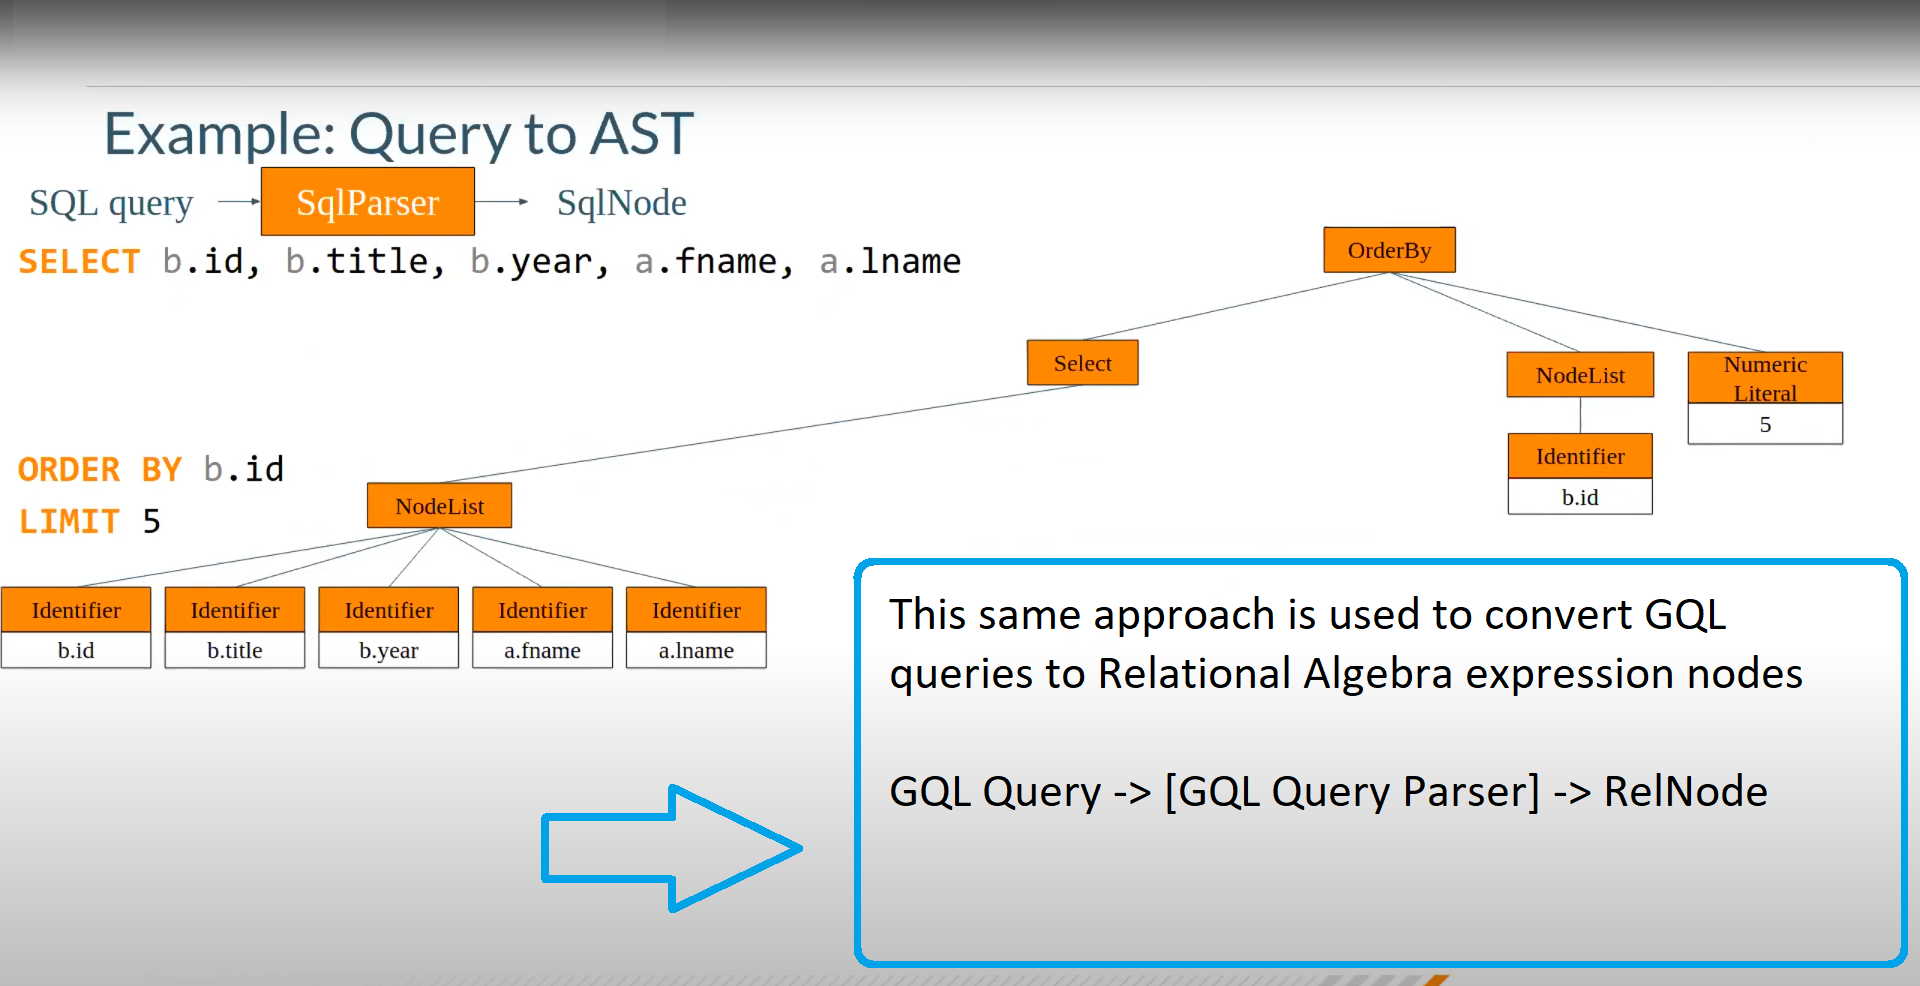 Example: Query to AST
SQL query
SqlParser
SqlNode
SELECT b.id, b.title, b.year, a.fname, a.lname
OrderBy
Select
NodeList
Numeric
Literal
5
Identifier
b.id
ORDER BY b.id
LIMIT 5
NodeList
Identifier
b.id
Identifier
b.title
Identifier
b.year
Identifier
a.fname
Identifier
a.lname
This same approach is used to convert GQL
queries to Relational Algebra expression nodes
GQL Query -> [GQL Query Parser] -> RelNode